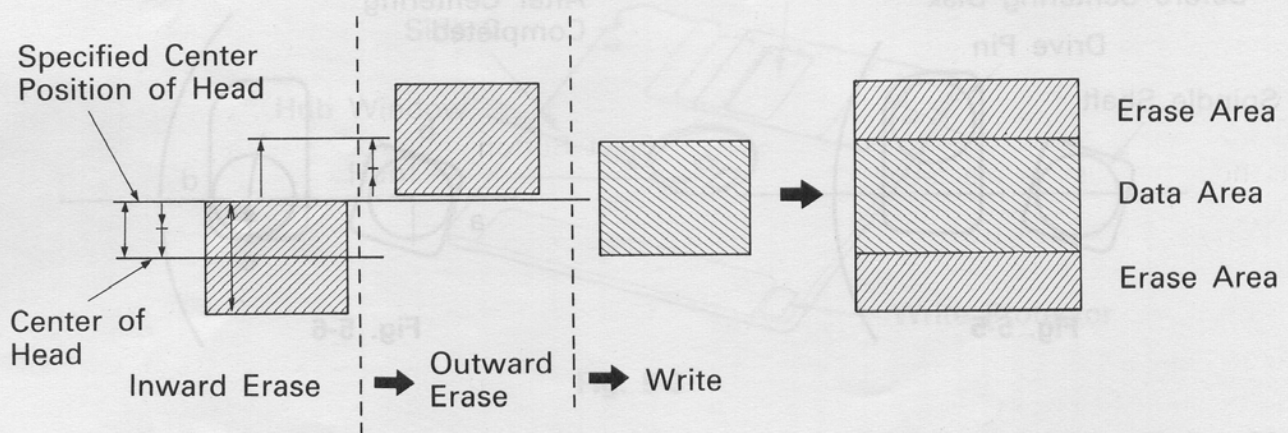 Specified Center
Position of Head
Center of
Head
Inward Erase
Outward
Erase
Write
Erase Area
Data Area
Erase Area